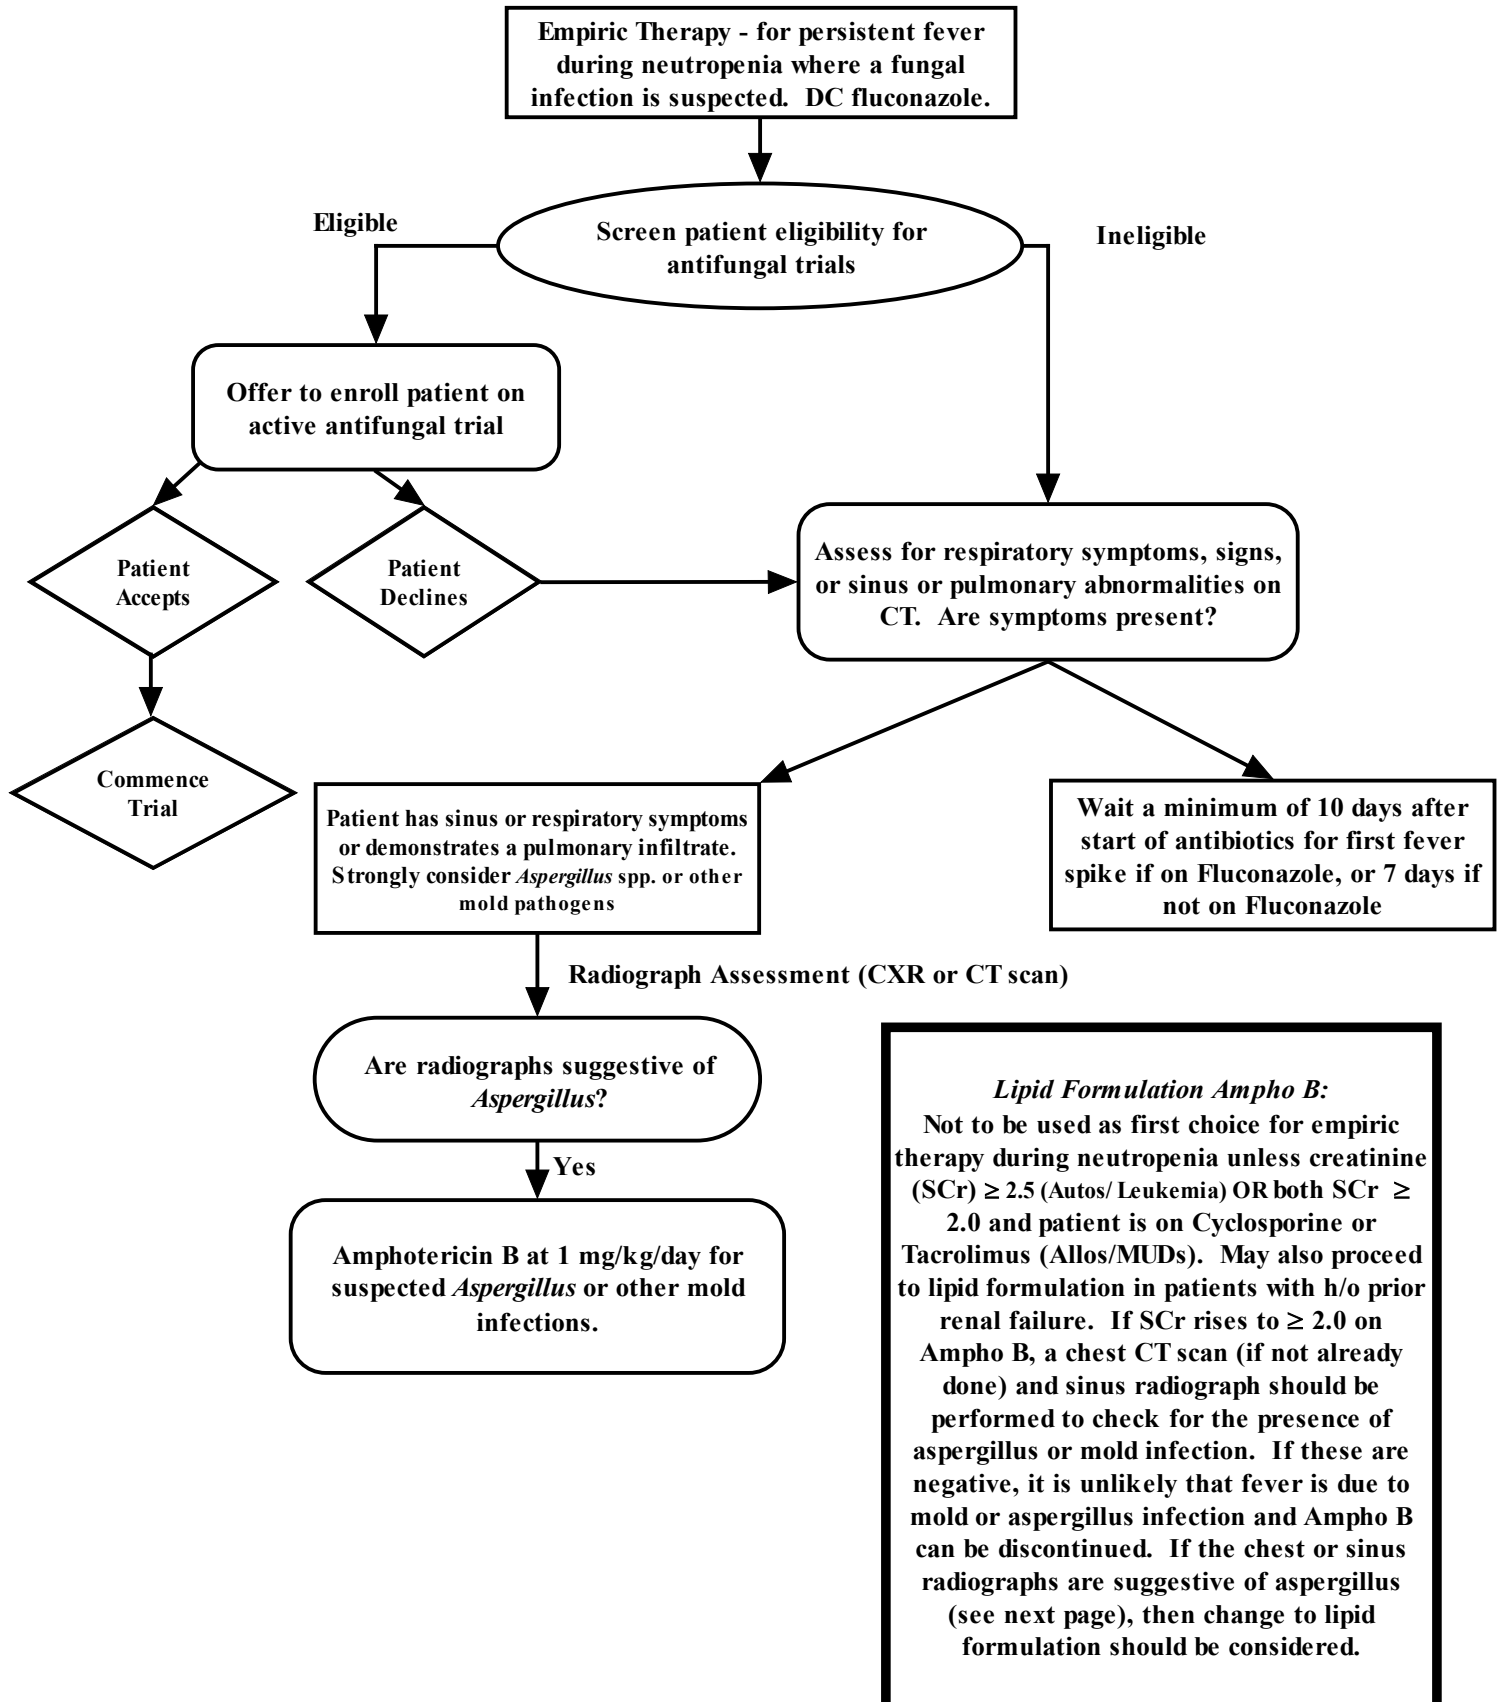 Empiric Therapy - for persistent fever
during neutropenia where a fungal
infection is suspected. DC fluconazole.
Eligible
Screen patient eligibility for
antifungal trials
Ineligible
Offer to enroll patient on
active antifungal trial
Patient
Accepts
Patient
Declines
Assess for respiratory symptoms, signs,
or sinus or pulmonary abnormalities on
CT. Are symptoms present?
Commence
Trial
Patient has sinus or respiratory symptoms
or demonstrates a pulmonary infiltrate.
Strongly consider Aspergillus spp. or other
mold pathogens
Wait a minimum of 10 days after
start of antibiotics for first fever
spike if on Fluconazole, or 7 days if
not on Fluconazole
Radiograph Assessment (CXR or CT scan)
Are radiographs suggestive of
Aspergillus?
Yes
Amphotericin B at 1 mg/kg/day for
suspected Aspergillus or other mold
infections.
Lipid Formulation Ampho B:
Not to be used as first choice for empiric
therapy during neutropenia unless creatinine
(SCr) ≥ 2.5 (Autos/ Leukemia) OR both SCr ≥
2.0 and patient is on Cyclosporine or
Tacrolimus (Allos/MUDs). May also proceed
to lipid formulation in patients with h/o prior
renal failure. If SCr rises to ≥ 2.0 on
Ampho B, a chest CT scan (if not already
done) and sinus radiograph should be
performed to check for the presence of
aspergillus or mold infection. If these are
negative, it is unlikely that fever is due to
mold or aspergillus infection and Ampho B
can be discontinued. If the chest or sinus
radiographs are suggestive of aspergillus
(see next page), then change to lipid
formulation should be considered.